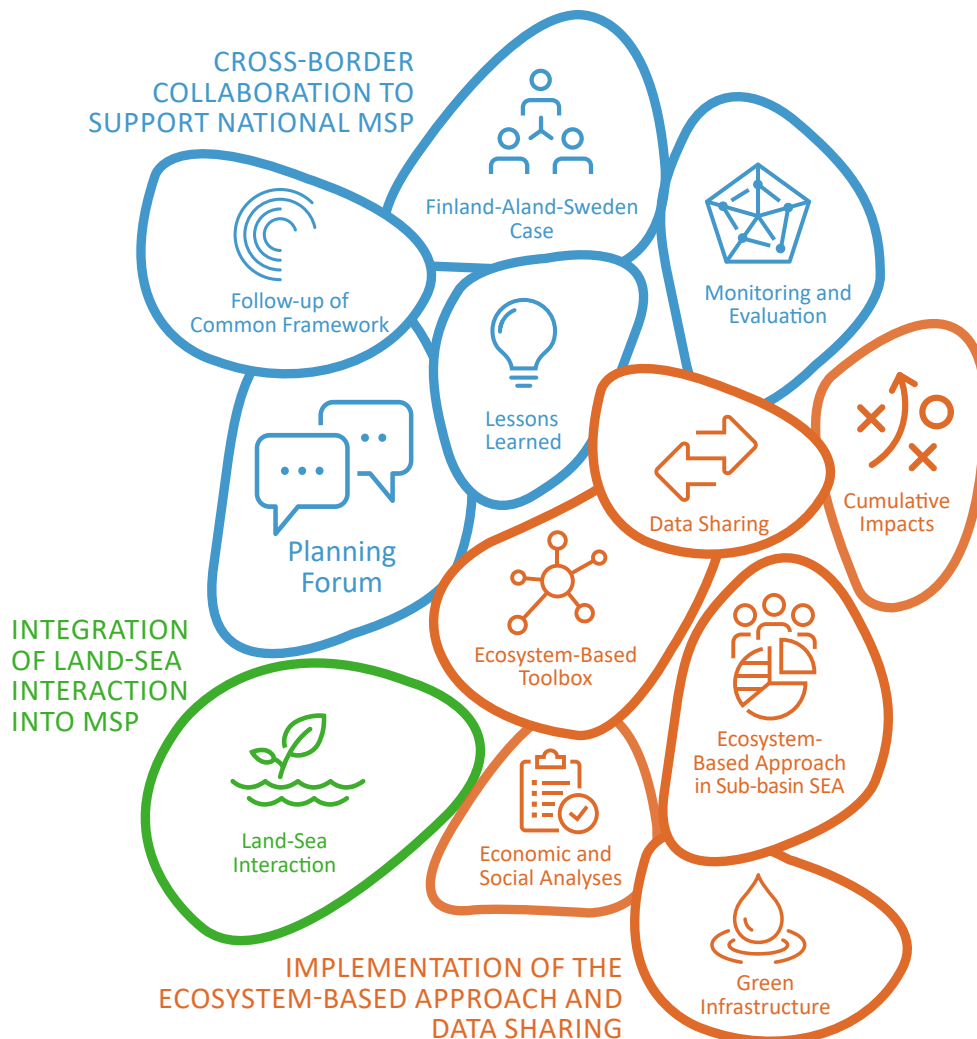 CROSS-BORDER
COLLABORATION TO
SUPPORT NATIONAL MSP
Finland-Aland-Sweden
Case
Follow-up of
Common Framework
Monitoring and
Evaluation
Lessons
Learned
Planning
Forum
Data Sharing
Cumulative
Impacts
Ecosystem-Based
Toolbox
INTEGRATION
OF LAND-SEA
INTERACTION
INTO MSP
Land-Sea
Interaction
Ecosystem-
Based Approach
in Sub-basin SEA
Economic and
Social Analyses
Green
Infrastructure
IMPLEMENTATION OF THE
ECOSYSTEM-BASED APPROACH AND
DATA SHARING